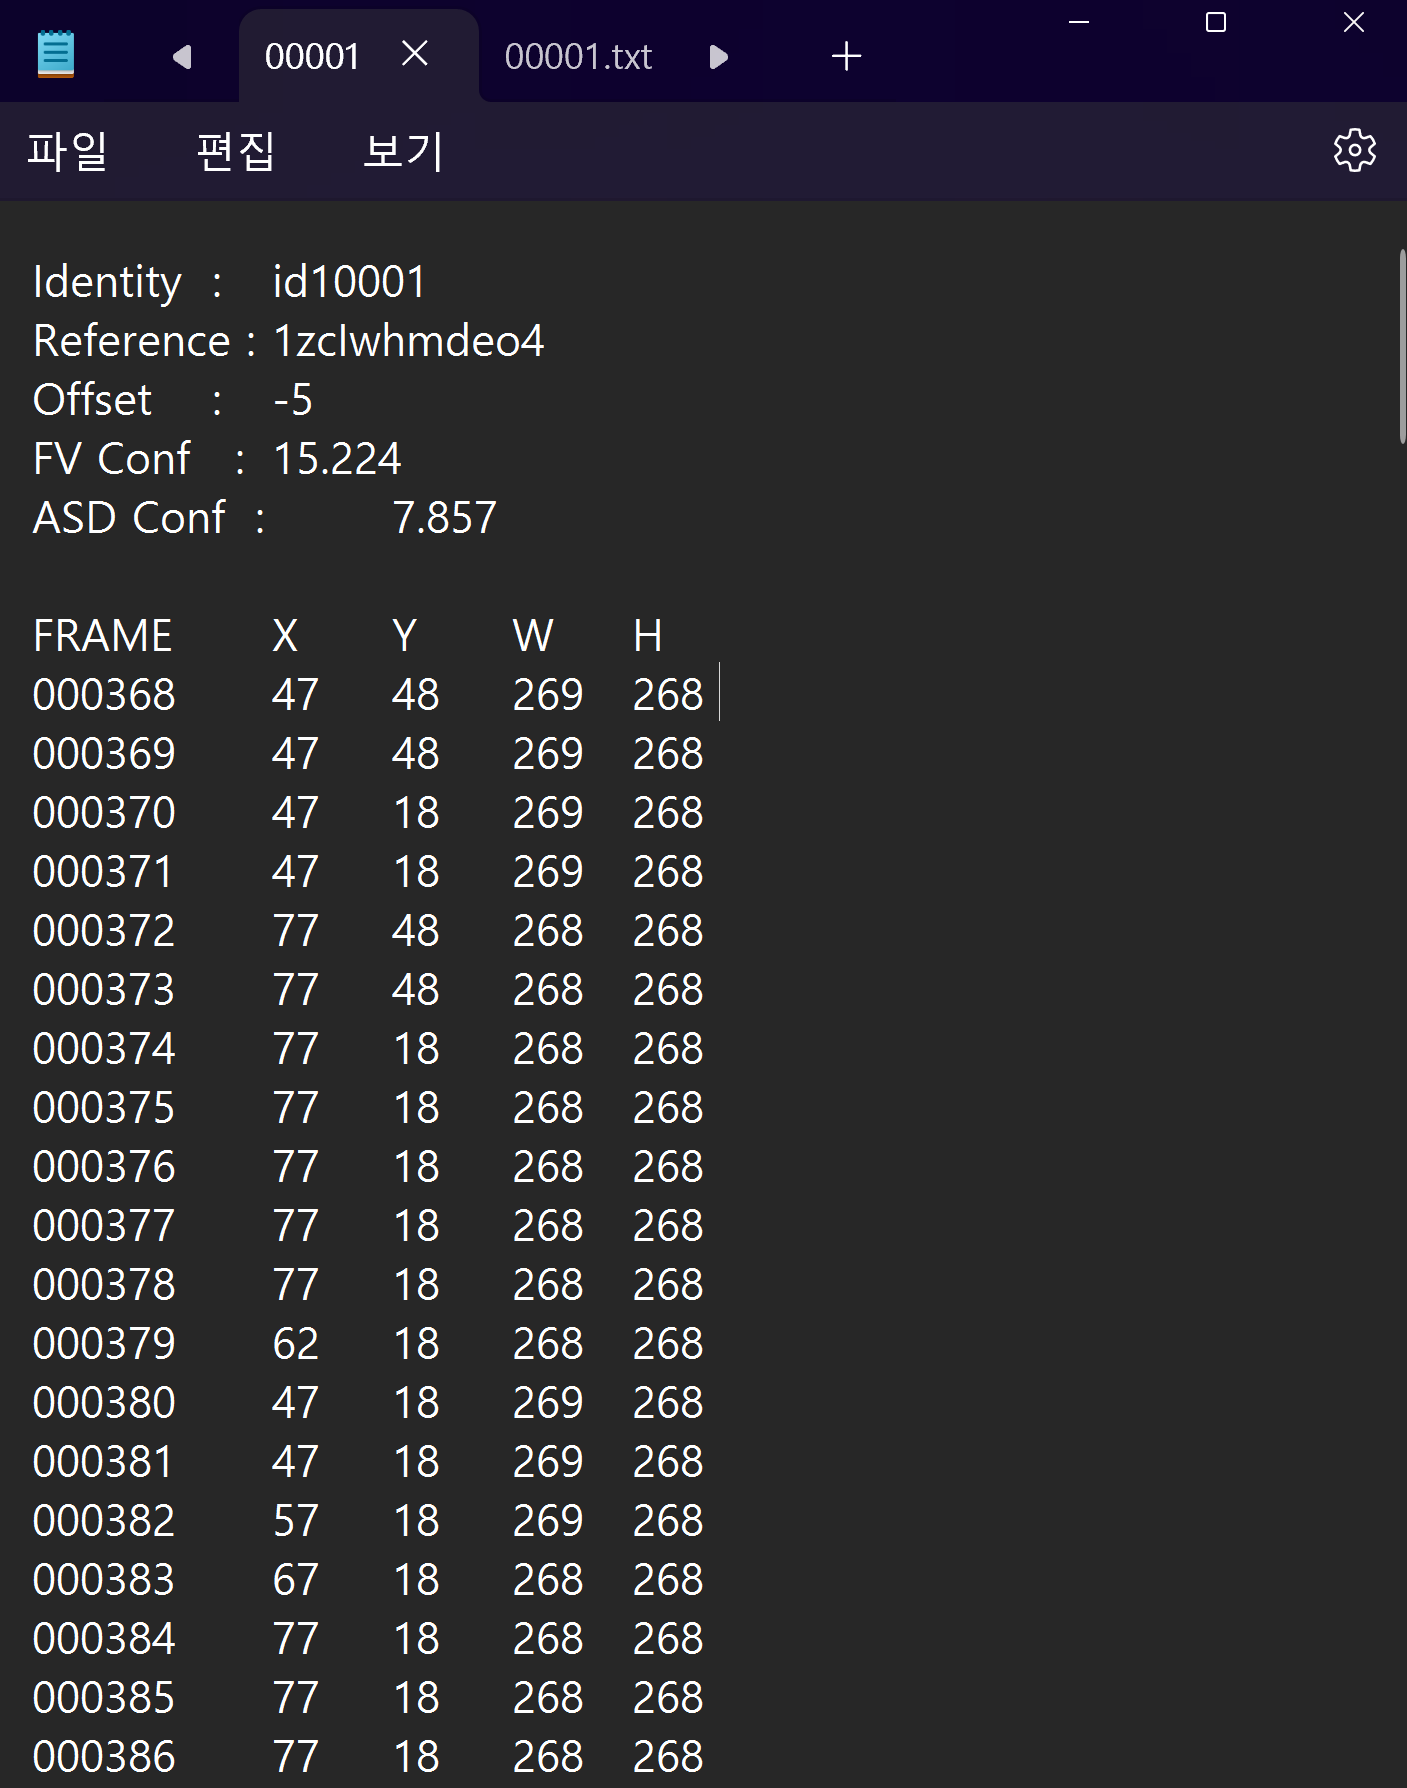 00001 00001.txt
파일 편집 보기
Identity : id10001
Reference : 1zcIwhmdeo4
Offset : -5
FV Conf : 15.224
ASD Conf : 7.857
FRAME X Y W H
000368 47 48 269 268
000369 47 48 269 268
000370 47 18 269 268
000371 47 18 269 268
000372 77 48 268 268
000373 77 48 268 268
000374 77 18 268 268
000375 77 18 268 268
000376 77 18 268 268
000377 77 18 268 268
000378 77 18 268 268
000379 62 18 268 268
000380 47 18 269 268
000381 47 18 269 268
000382 57 18 269 268
000383 67 18 268 268
000384 77 18 268 268
000385 77 18 268 268
000386 77 18 268 268